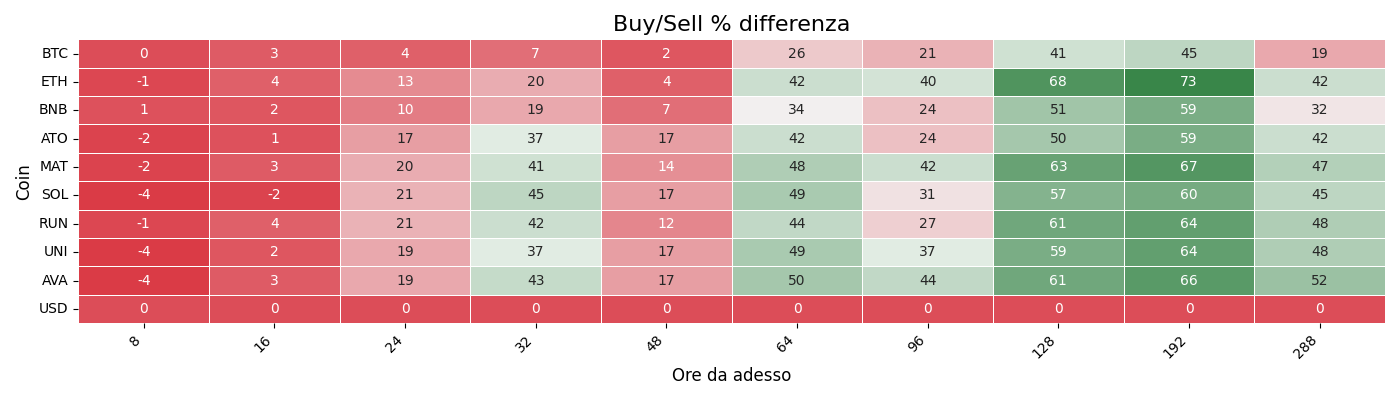 Buy/Sell % differenza
Coin
BTC 0 3 4 7 2 26 21 41 45 19
ETH -1 4 13 20 4 42 40 68 73 42
BNB 1 2 10 19 7 34 24 51 59 32
ATO -2 1 17 37 17 42 24 50 59 42
MAT -2 3 20 41 14 48 42 63 67 47
SOL -4 -2 21 45 17 49 31 57 60 45
RUN -1 4 21 42 12 44 27 61 64 48
UNI -4 2 19 37 17 49 37 59 64 48
AVA -4 3 19 43 17 50 44 61 66 52
USD 0 0 0 0 0 0 0 0 0 0
8 16 24 32 48 64 96 128 192 288
Ore da adesso